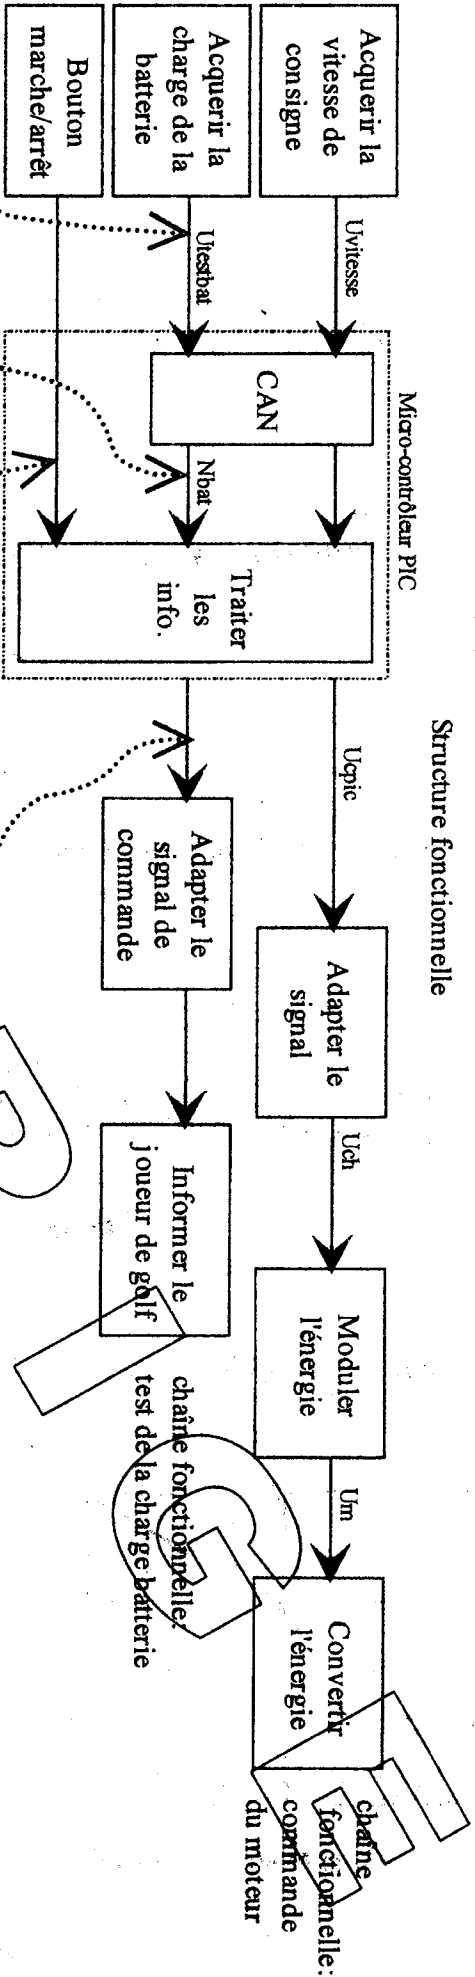 Structure fonctionnelle
Micro-contrôleur PIC
Acquerir la
vitesse de
consigne
Uvitesse
Acquerir la
charge de la
batterie
Utestbat
Bouton
marche/arrêt
CAN
Nbat
Traiter
les
info.
Ucpic
Adapter le
signal
Uch
Moduler
l'énergie
Um
Convertir
l'énergie
chaîne
fonctionnelle:
commande
du moteur
Adapter le
signal de
commande
Informer le
joueur de golf
chaîne fonctionnelle:
test de la charge batterie